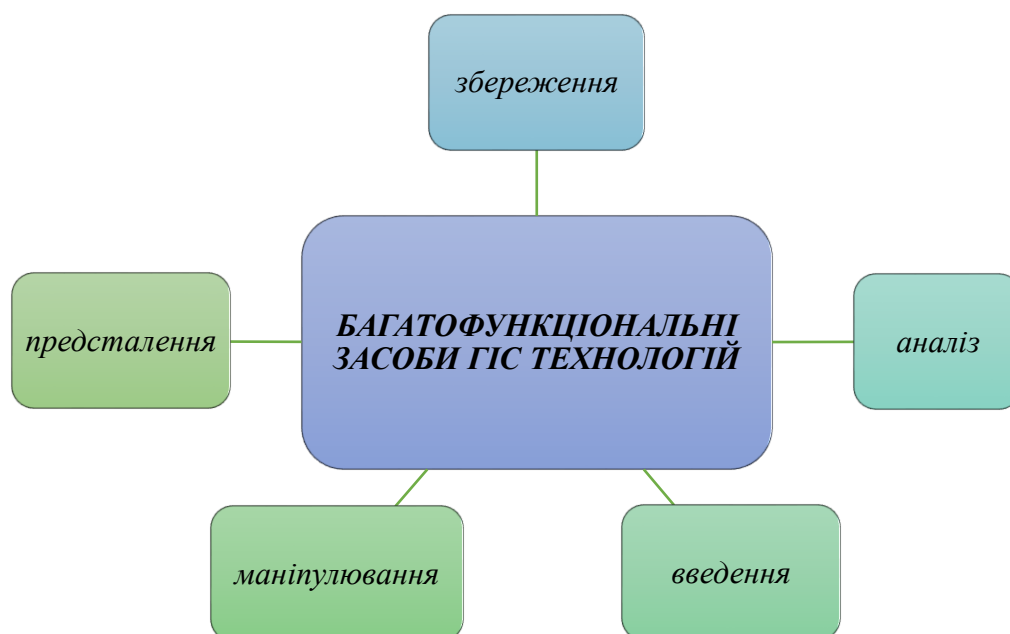 збереження
БАГАТОФУНКЦІОНАЛЬНІ
ЗАСОБИ ГІС ТЕХНОЛОГІЙ
предсталення
аналіз
маніпулювання
введення